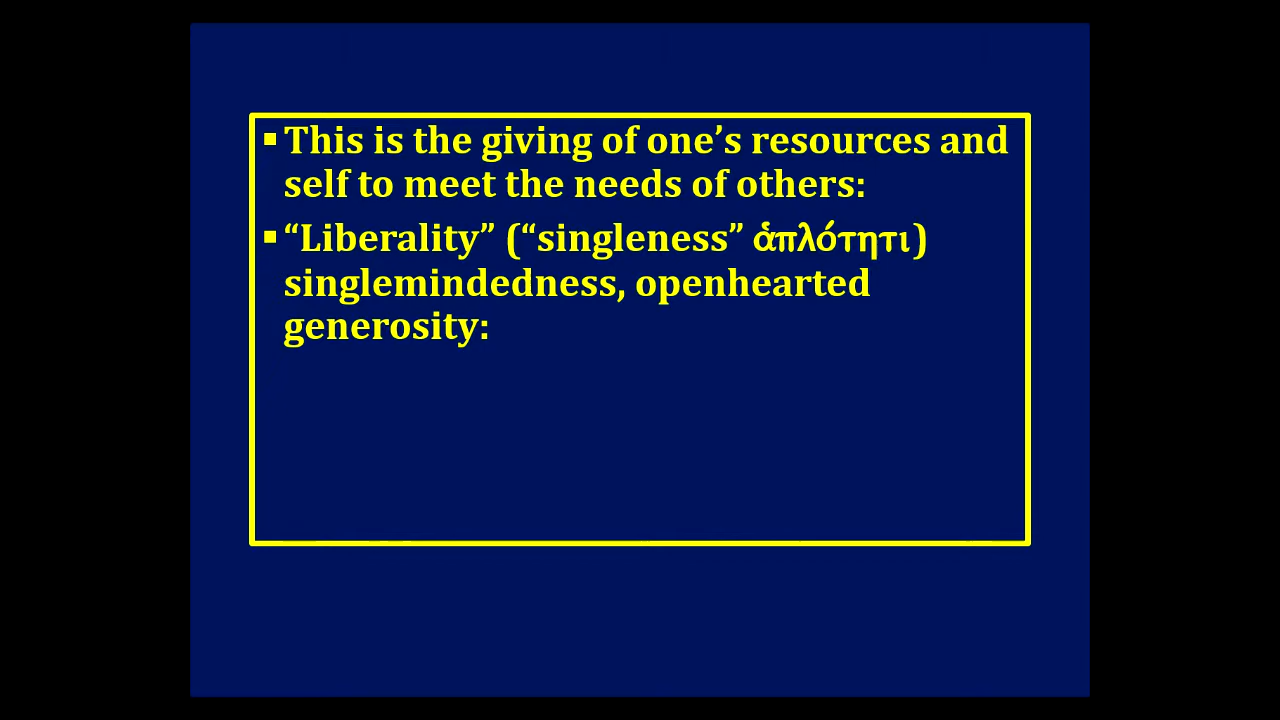 ▪ This is the giving of one’s resources and
self to meet the needs of others:
▪ “Liberality” (“singleness” ἁπλότητι)
singlemindedness, openhearted
generosity: